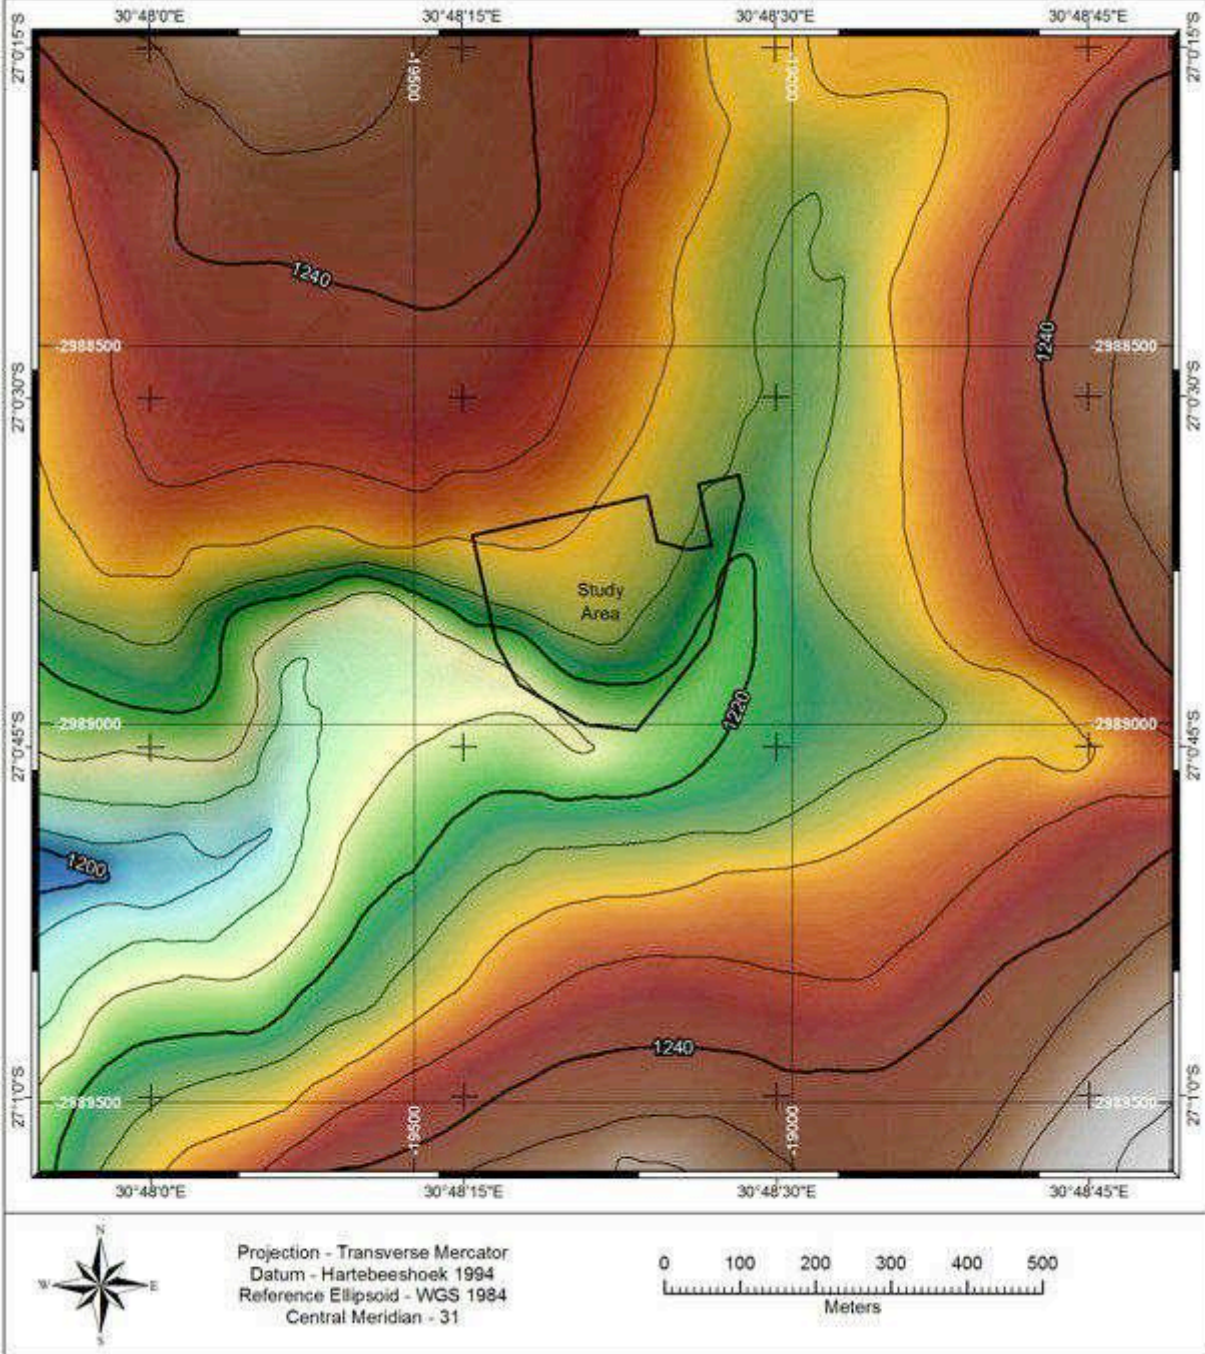 30°48'0"E 30°48'15"E 30°48'30"E 30°48'45"E
27°0'15"S 27°0'15"S
-19500 -19000
1240
-2988500 1240 -2988500
27°0'30"S 27°0'30"S
Study
Area
1220
-2989000 -2989000
27°0'45"S 27°0'45"S
1200
1240
27°1'0"S -2989500 -2989500 27°1'0"S
-19500 -19000
30°48'0"E 30°48'15"E 30°48'30"E 30°48'45"E
N
W E
S
Projection - Transverse Mercator
Datum - Hartebeeshoek 1994
Reference Ellipsoid - WGS 1984
Central Meridian - 31
0 100 200 300 400 500
Meters